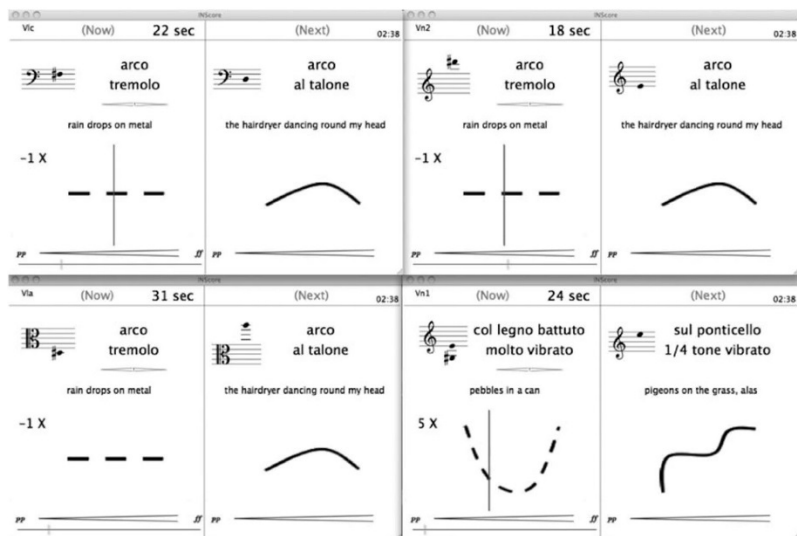 INScore
Vlc (Now) 22 sec (Next) 02:38
arco
tremolo
arco
al talone
rain drops on metal
the hairdryer dancing round my head
-1 X
pp ff pp
INScore
Vn2 (Now) 18 sec (Next) 02:38
arco
tremolo
arco
al talone
rain drops on metal
the hairdryer dancing round my head
-1 X
pp ff pp
INScore
Vla (Now) 31 sec (Next) 02:38
arco
tremolo
arco
al talone
rain drops on metal
the hairdryer dancing round my head
-1 X
pp ff pp
INScore
Vn1 (Now) 24 sec (Next) 02:38
col legno battuto
molto vibrato
sul ponticello
1/4 tone vibrato
pebbles in a can
pigeons on the grass, alas
5 X
pp ff pp